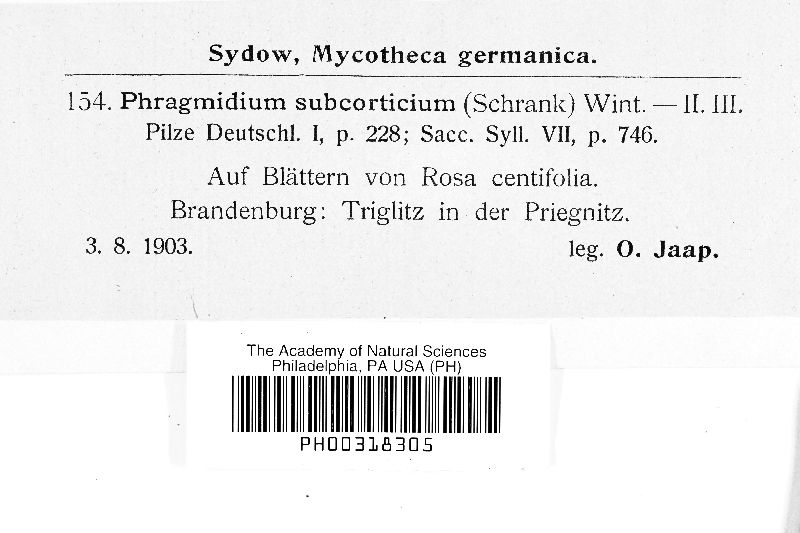 Sydow, Mycotheca germanica.
154. Phragmidium subcorticium (Schrank) Wint. — II. III.
Pilze Deutschl. I, p. 228; Sacc. Syll. VII, p. 746.
Auf Blättern von Rosa centifolia.
Brandenburg: Triglitz in der Priegnitz.
3. 8. 1903. leg. O. Jaap.
The Academy of Natural Sciences
Philadelphia, PA USA (PH)
PH00318305